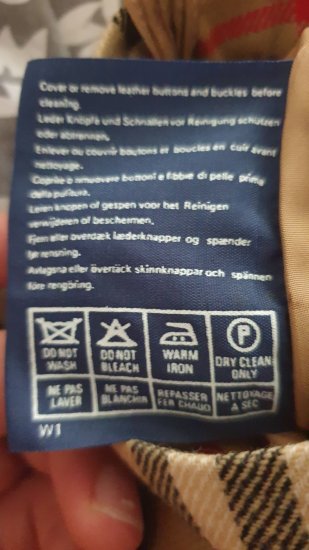 Cover or remove leather buttons and buckles before
cleaning.
Leder Knöpfe und Schnallen vor Reinigung schützen
oder abtrennen.
Enlever ou couvrir boutons et boucles en cuir avant
nettoyage.
Coprite o rimuovere bottoni e fibbie di pelle prima
della pulitura.
Leren knopen of gespen voor het Reinigen
verwijderen of beschermen.
Fjern eller overdæk læderknapper og spænder
før rensning.
Avlagsna eller övertäck skinnknappar och spännen
före rengöring.
DO NOT WASH
DO NOT BLEACH
WARM IRON
P
DRY CLEAN ONLY
NE PAS LAVER
NE PAS BLANCHIR
REPASSER FER CHAUD
NETTOYAGE A SEC
W1